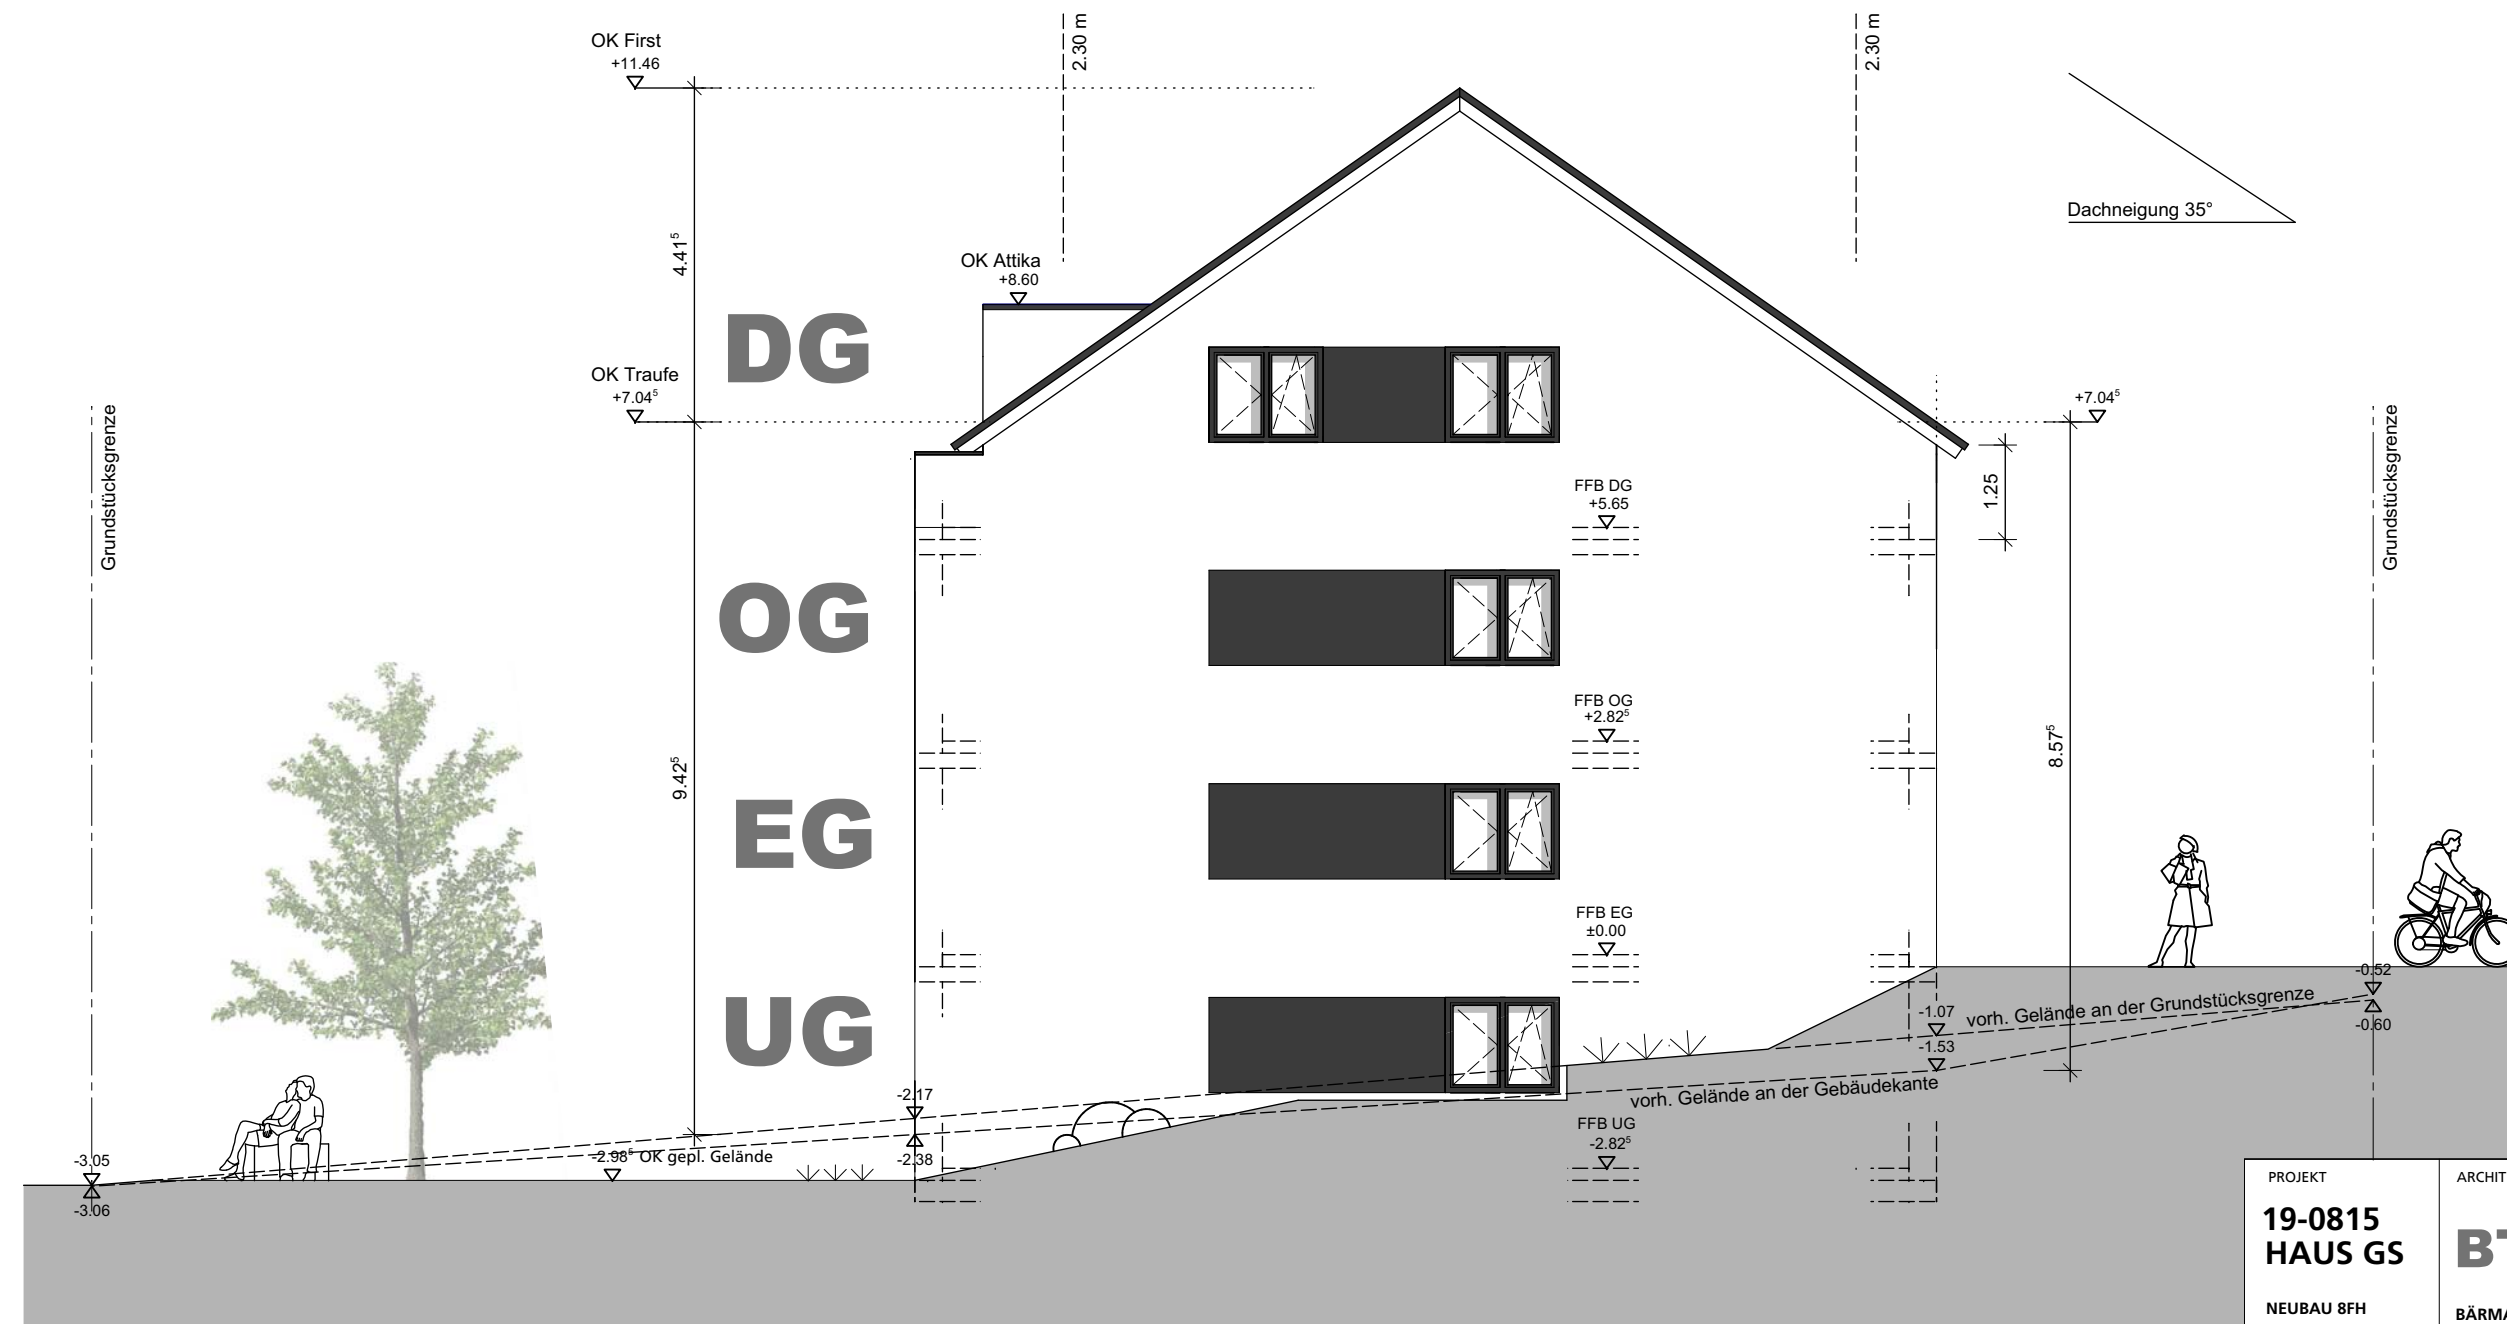 OK First
+11.46
2.30 m
2.30 m
Dachneigung 35°
4.41⁵
OK Attika
+8.60
DG
OK Traufe
+7.04⁵
+7.04⁵
Grundstücksgrenze
Grundstücksgrenze
1.25
FFB DG
+5.65
OG
FFB OG
+2.82⁵
8.57⁵
9.42⁵
EG
FFB EG
±0.00
UG
-0.52
vorh. Gelände an der Grundstücksgrenze
-1.07
-0.60
-1.53
vorh. Gelände an der Gebäudekante
-2.17
FFB UG
-2.82⁵
-2.98⁵ OK gepl. Gelände
-2.38
-3.05
-3.06
PROJEKT
ARCHIT
19-0815
HAUS GS
BT
NEUBAU 8FH
BÄRMA